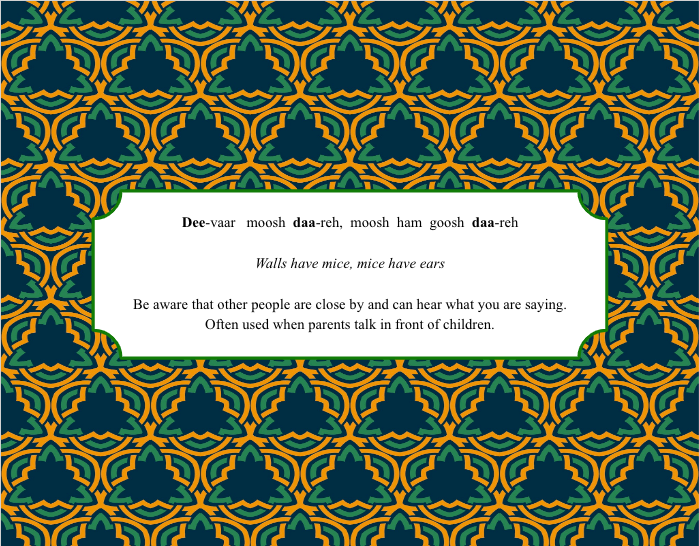 Dee-vaar moosh daa-reh, moosh ham goosh daa-reh
Walls have mice, mice have ears
Be aware that other people are close by and can hear what you are saying.
Often used when parents talk in front of children.